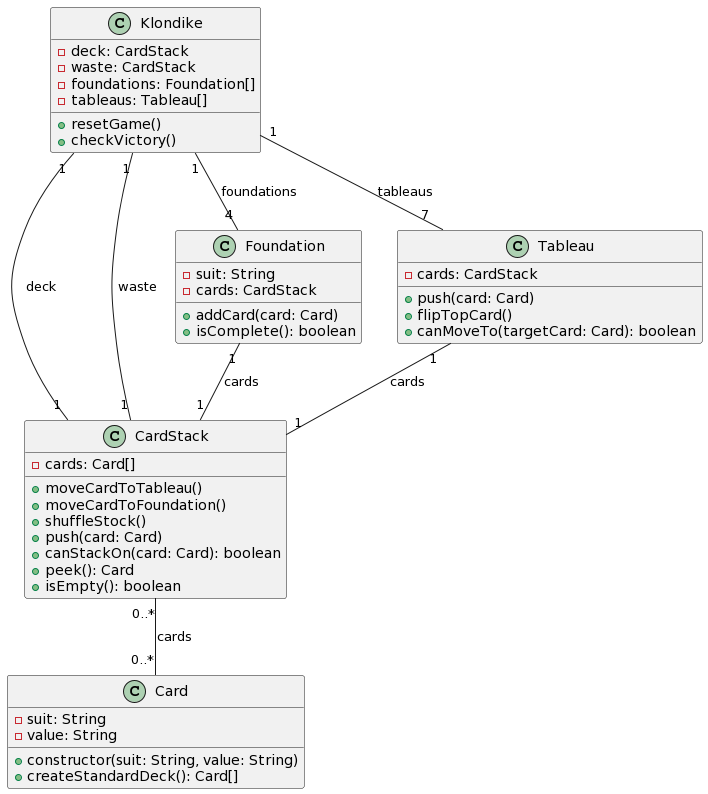 C Klondike
deck: CardStack
waste: CardStack
foundations: Foundation[]
tableaus: Tableau[]
resetGame()
checkVictory()
1
1
1
1
foundations
tableaus
4
7
C Foundation
suit: String
cards: CardStack
addCard(card: Card)
isComplete(): boolean
C Tableau
cards: CardStack
push(card: Card)
flipTopCard()
canMoveTo(targetCard: Card): boolean
deck
waste
1
1
cards
cards
1
1
1
1
C CardStack
cards: Card[]
moveCardToTableau()
moveCardToFoundation()
shuffleStock()
push(card: Card)
canStackOn(card: Card): boolean
peek(): Card
isEmpty(): boolean
0..*
cards
0..*
C Card
suit: String
value: String
constructor(suit: String, value: String)
createStandardDeck(): Card[]